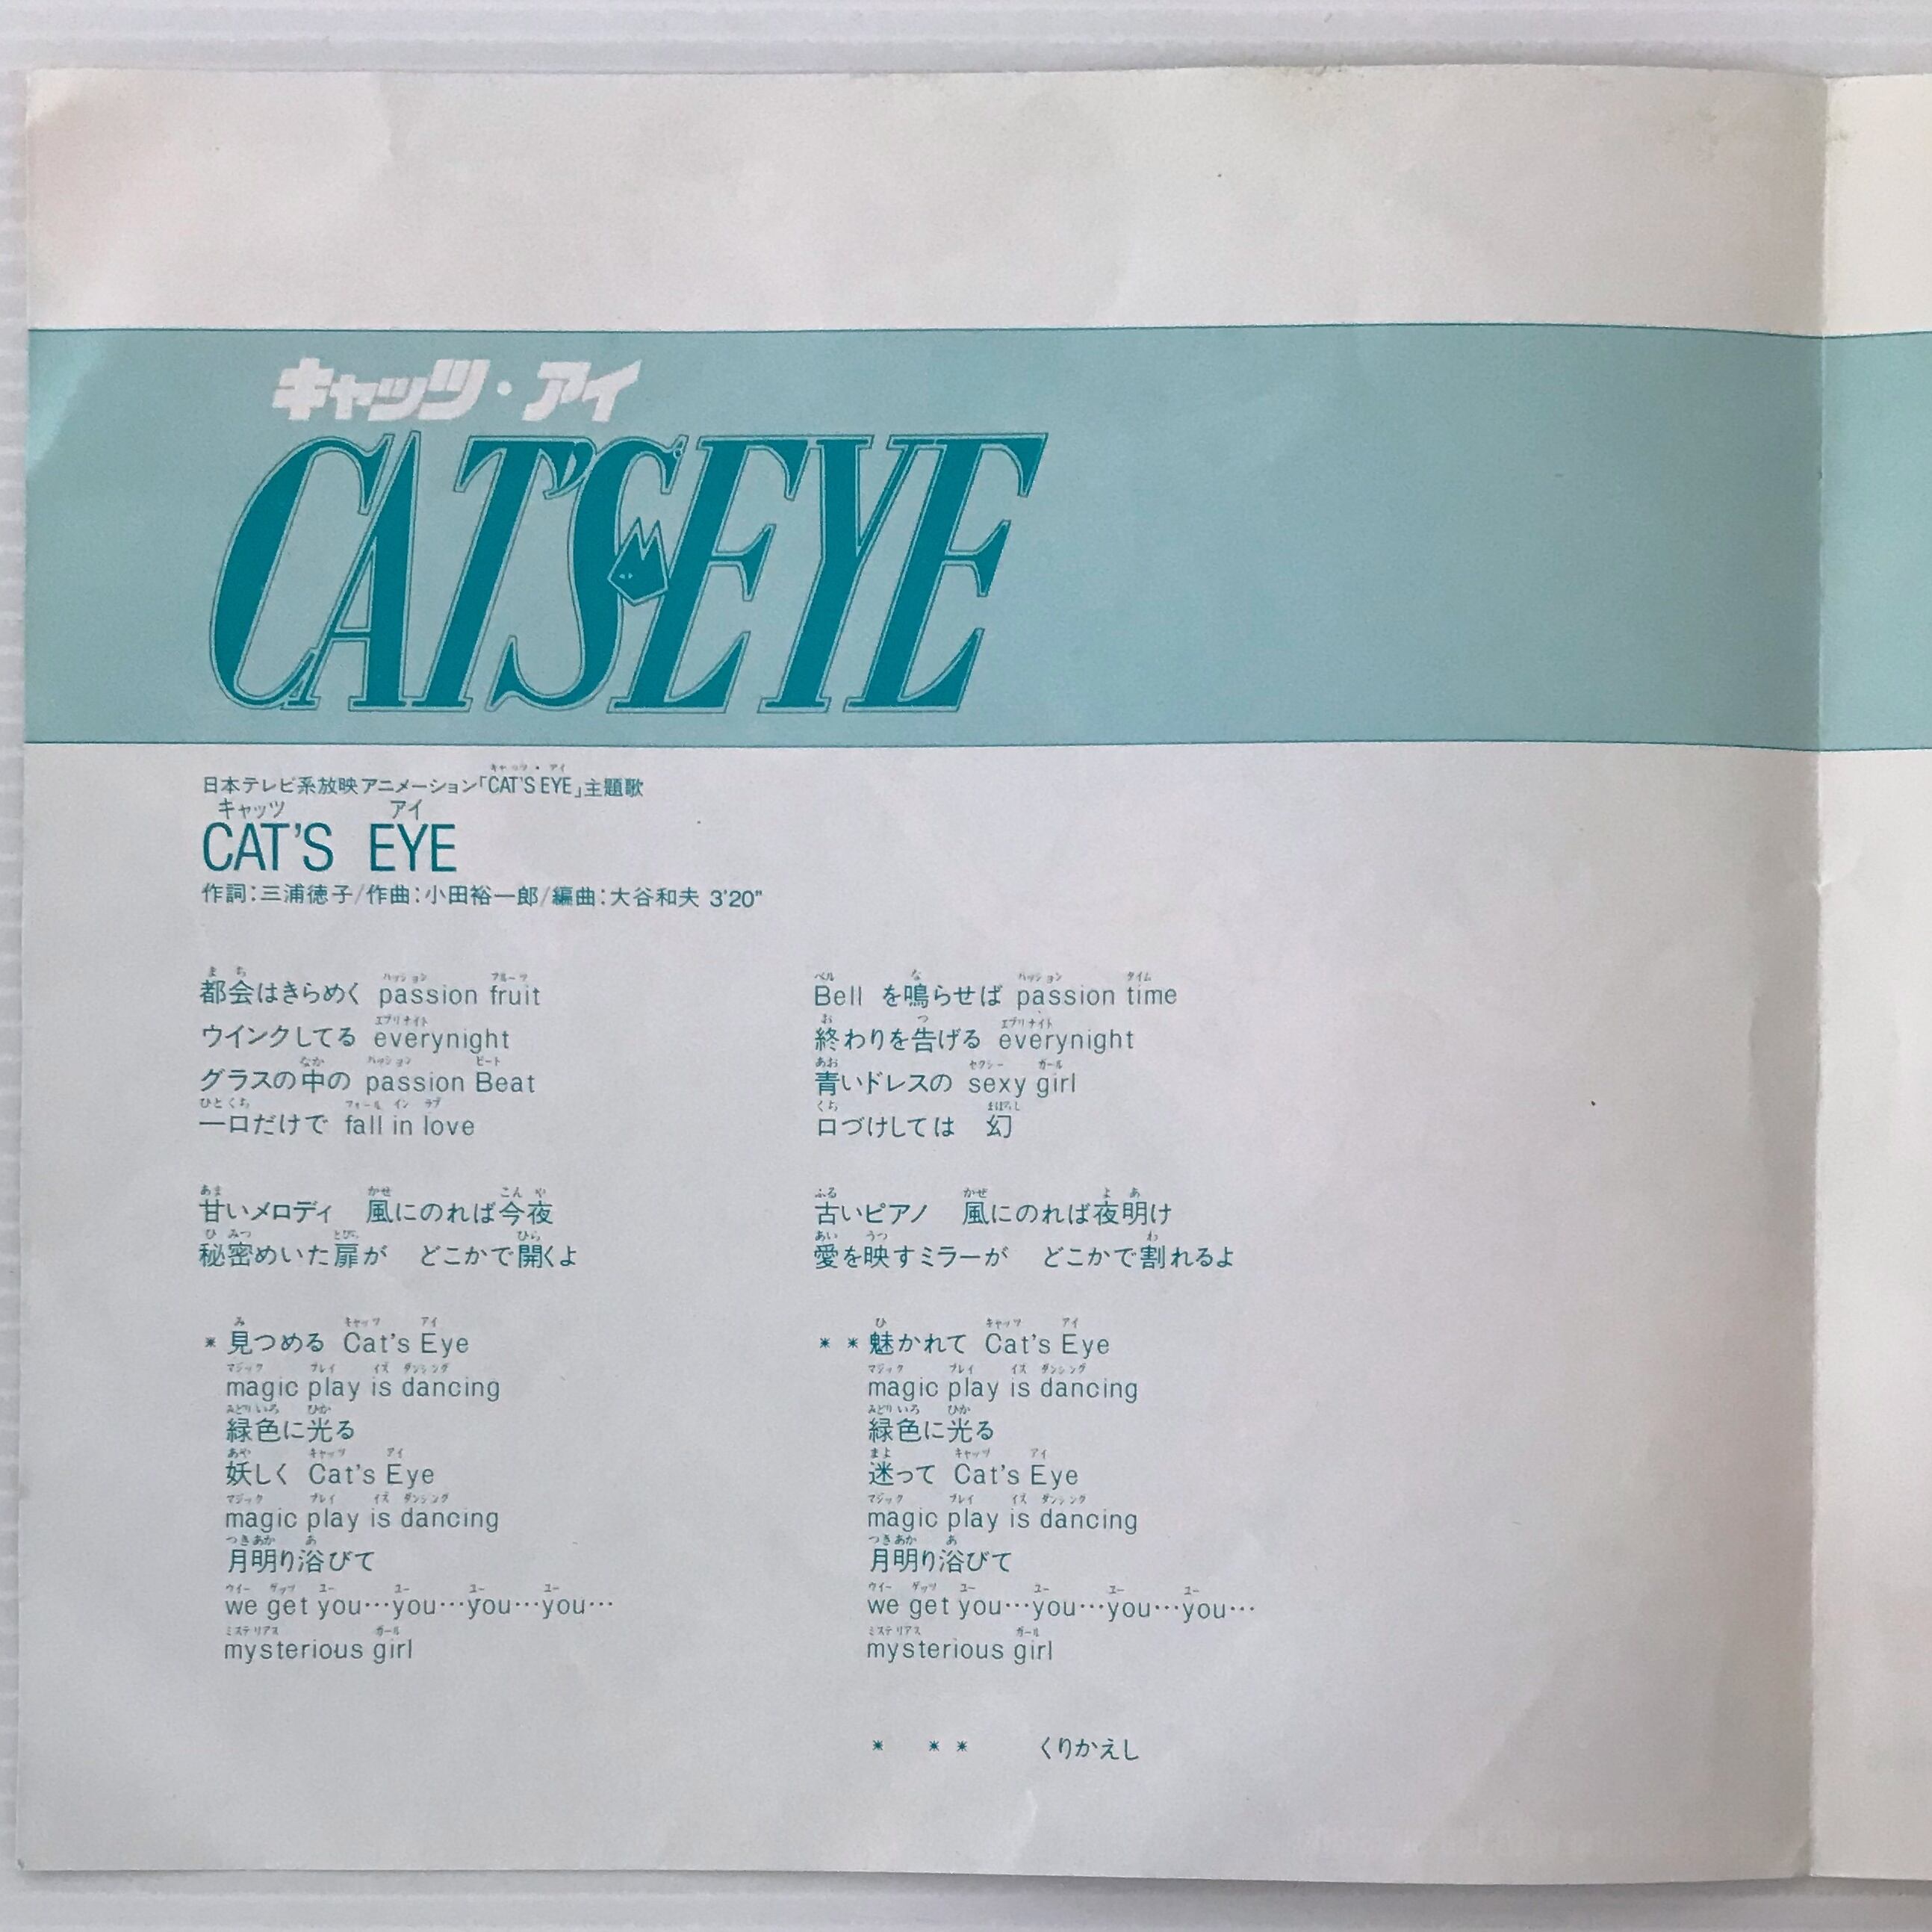 キャッツ・アイ
CAT'S EYE
日本テレビ系放映アニメーション「CAT'S EYE」主題歌
CAT'S EYE
作詞:三浦徳子/作曲:小田裕一郎/編曲:大谷和夫 3'20"
都会はきらめく passion fruit
ウインクしてる everynight
グラスの中の passion Beat
一口だけで fall in love
甘いメロディ 風にのれば今夜
秘密めいた扉が どこかで開くよ
* 見つめる Cat's Eye
magic play is dancing
緑色に光る
妖しく Cat's Eye
magic play is dancing
月明り浴びて
we get you…you…you…you…
mysterious girl
Bell を鳴らせば passion time
終わりを告げる everynight
青いドレスの sexy girl
口づけしては 幻
古いピアノ 風にのれば夜明け
愛を映すミラーが どこかで割れるよ
* * 魅かれて Cat's Eye
magic play is dancing
緑色に光る
迷って Cat's Eye
magic play is dancing
月明り浴びて
we get you…you…you…you…
mysterious girl
* * * くりかえし